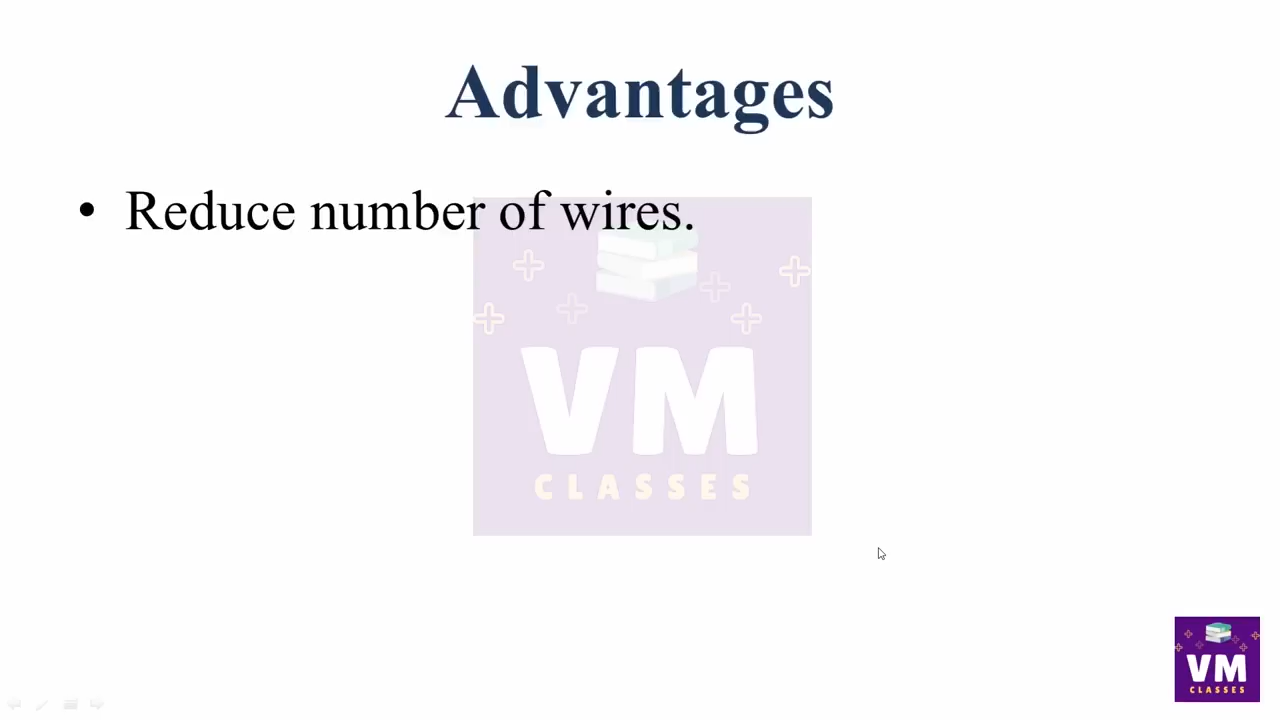 Advantages
• Reduce number of wires.
VM
CLASSES
VM
CLASSES